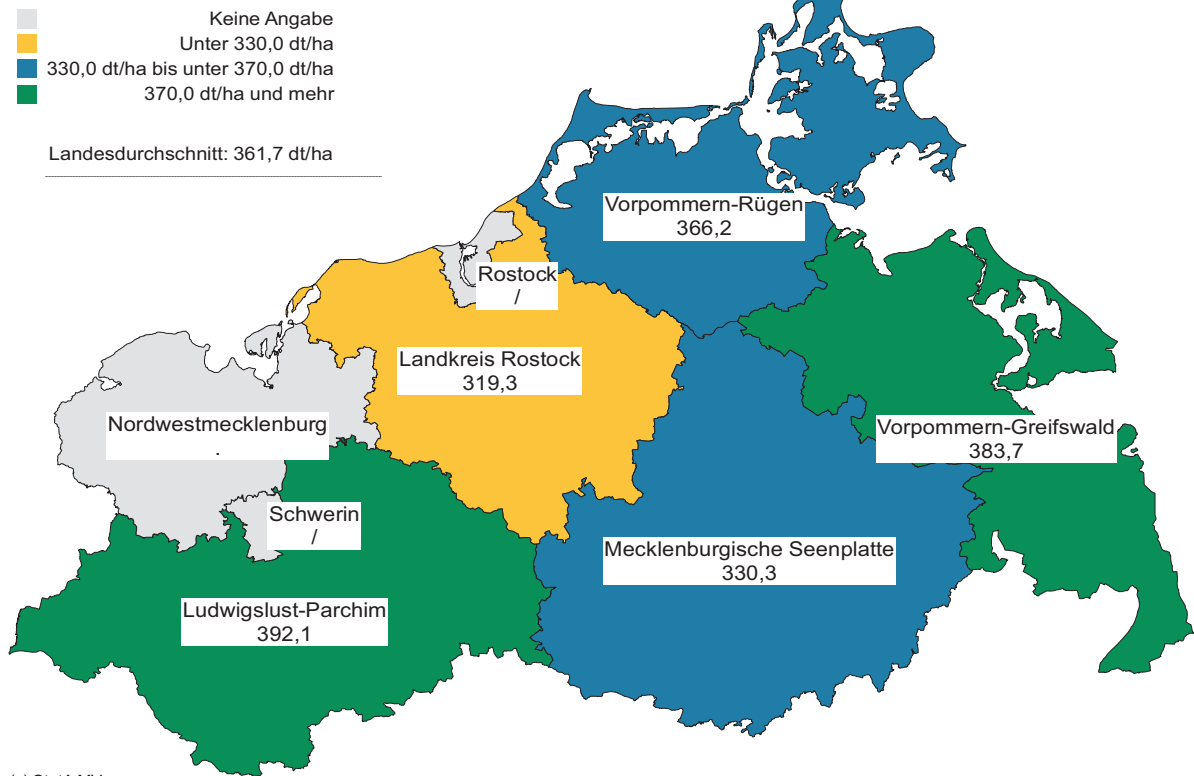 Keine Angabe
Unter 330,0 dt/ha
330,0 dt/ha bis unter 370,0 dt/ha
370,0 dt/ha und mehr
Landesdurchschnitt: 361,7 dt/ha
Vorpommern-Rügen
366,2
Rostock
/
Landkreis Rostock
319,3
Nordwestmecklenburg
.
Vorpommern-Greifswald
383,7
Schwerin
/
Mecklenburgische Seenplatte
330,3
Ludwigslust-Parchim
392,1